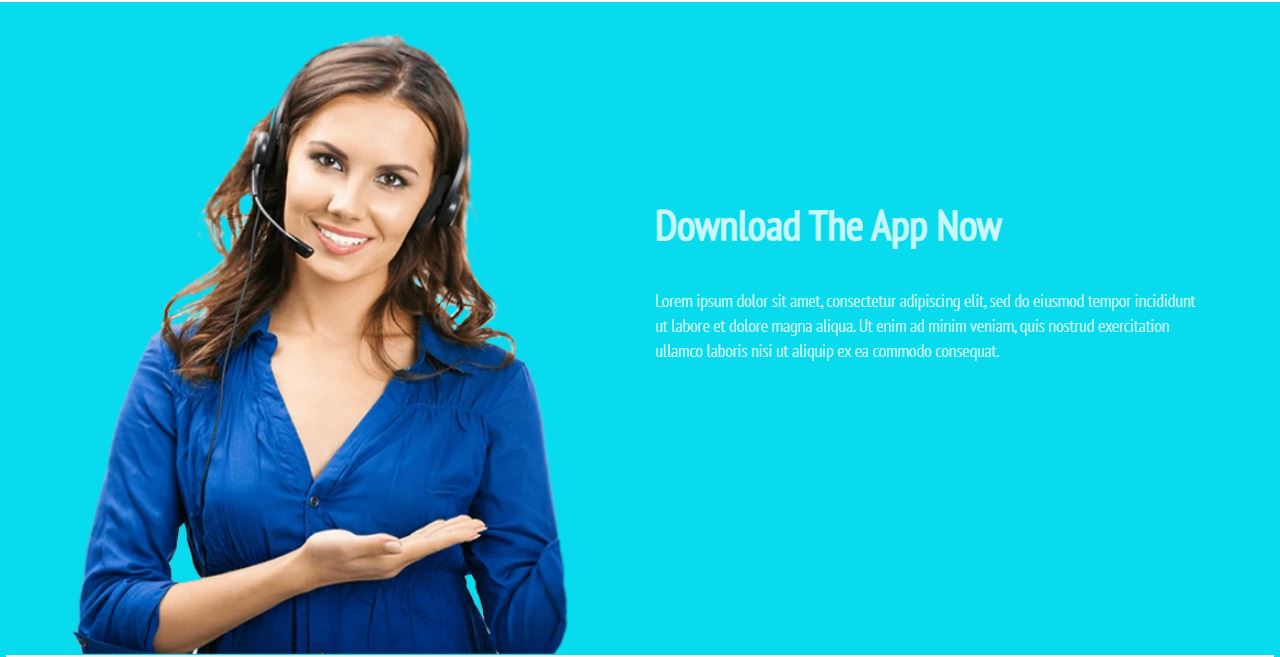 Download The App Now
Lorem ipsum dolor sit amet, consectetur adipiscing elit, sed do eiusmod tempor incididunt
ut labore et dolore magna aliqua. Ut enim ad minim veniam, quis nostrud exercitation
ullamco laboris nisi ut aliquip ex ea commodo consequat.